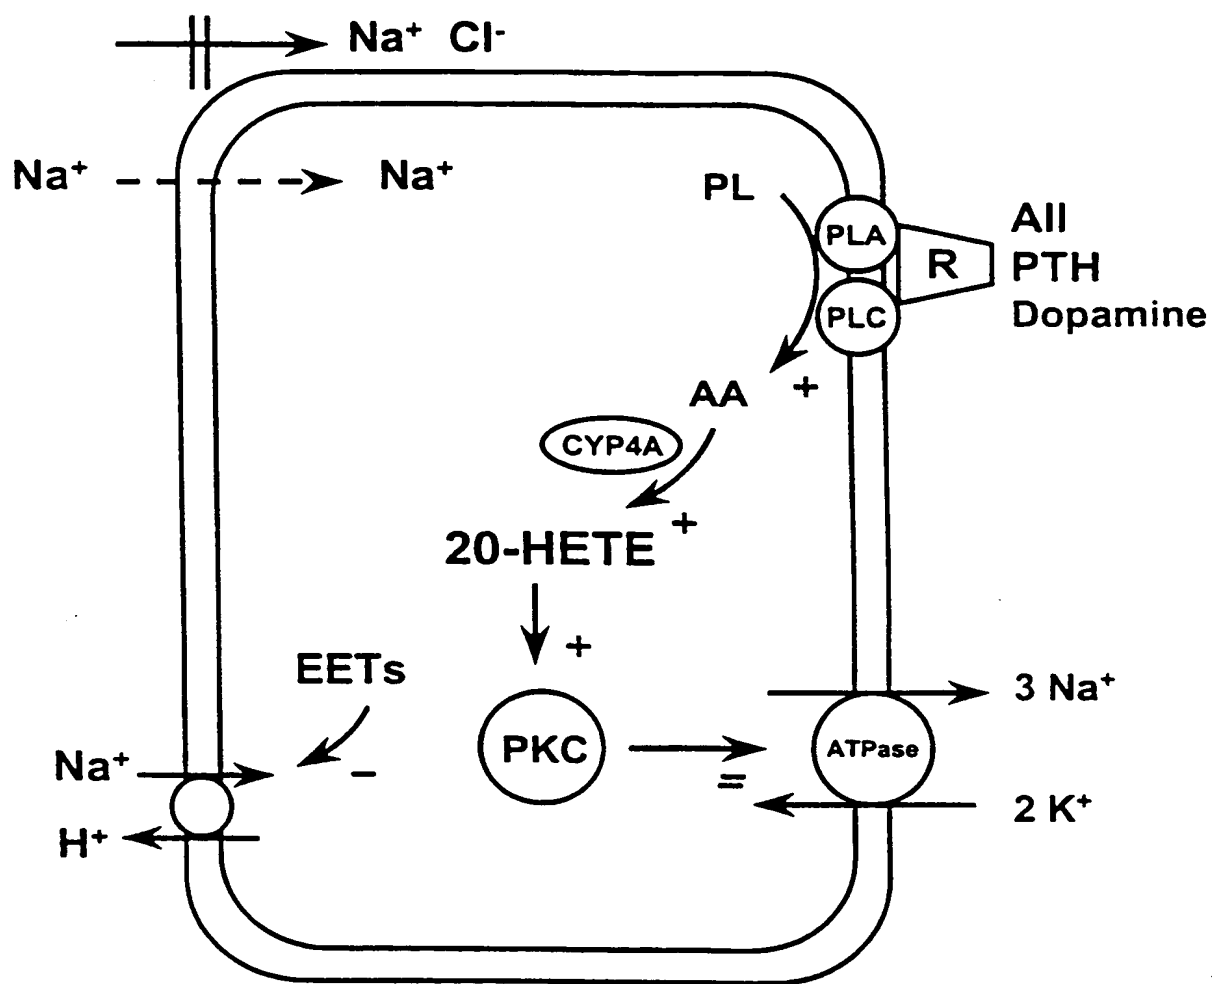 Na⁺ Cl⁻
Na⁺
Na⁺
PL
PLA
R
AII
PTH
PLC
Dopamine
+
AA
CYP4A
+
20-HETE
+
EETs
3 Na⁺
PKC
ATPase
Na⁺
–
=
2 K⁺
H⁺